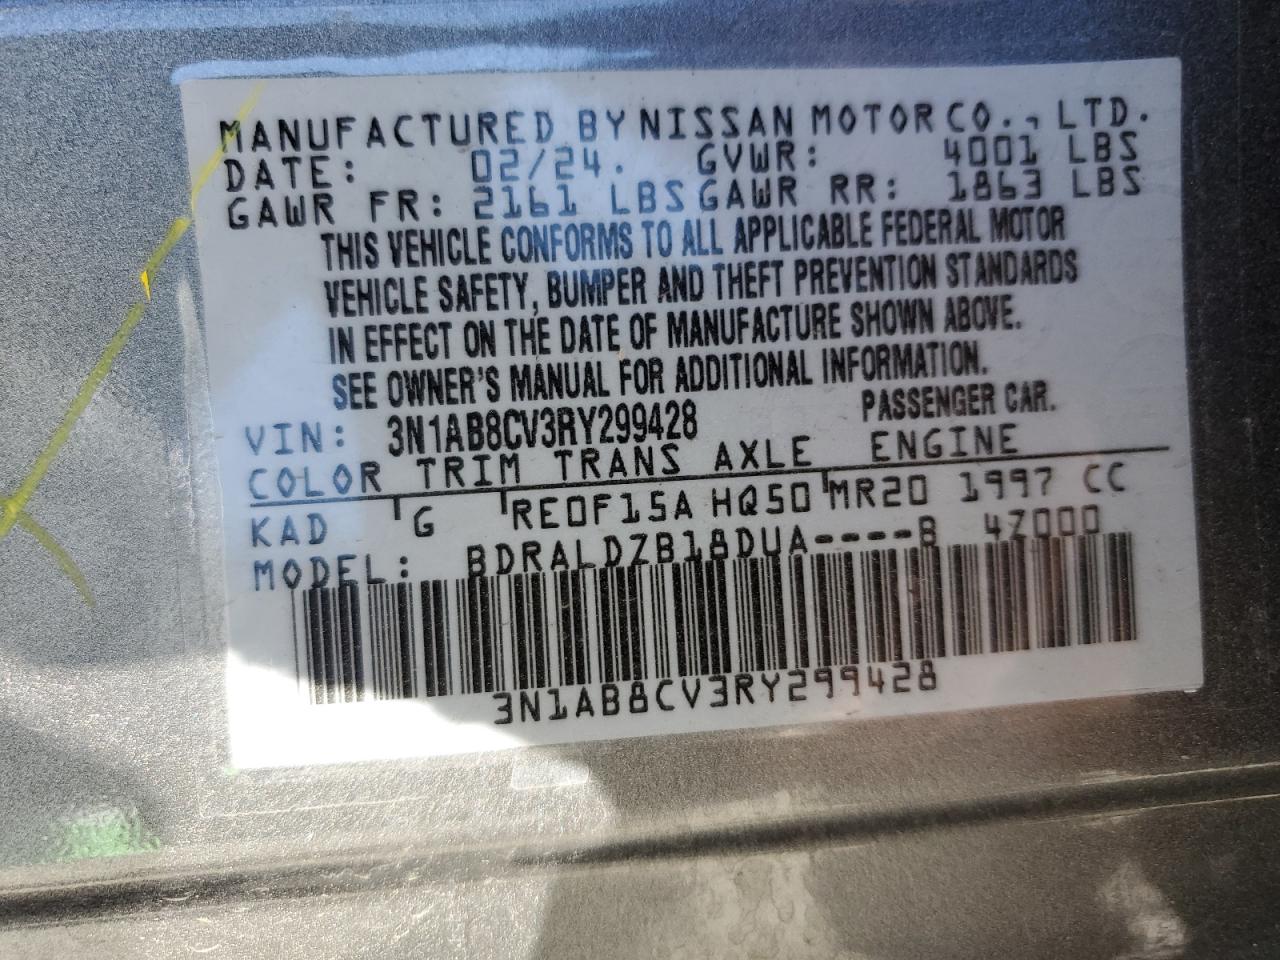 MANUFACTURED BY NISSAN MOTOR CO., LTD.
DATE: 02/24. GVWR: 4001 LBS
GAWR FR: 2161 LBS GAWR RR: 1863 LBS
THIS VEHICLE CONFORMS TO ALL APPLICABLE FEDERAL MOTOR
VEHICLE SAFETY, BUMPER AND THEFT PREVENTION STANDARDS
IN EFFECT ON THE DATE OF MANUFACTURE SHOWN ABOVE.
SEE OWNER'S MANUAL FOR ADDITIONAL INFORMATION.
VIN: 3N1AB8CV3RY299428 PASSENGER CAR.
COLOR TRIM TRANS AXLE ENGINE
KAD G RE0F15A HQ50 MR20 1997 CC
MODEL: BDRALDZB18DUA----B 4Z000
3N1AB8CV3RY299428